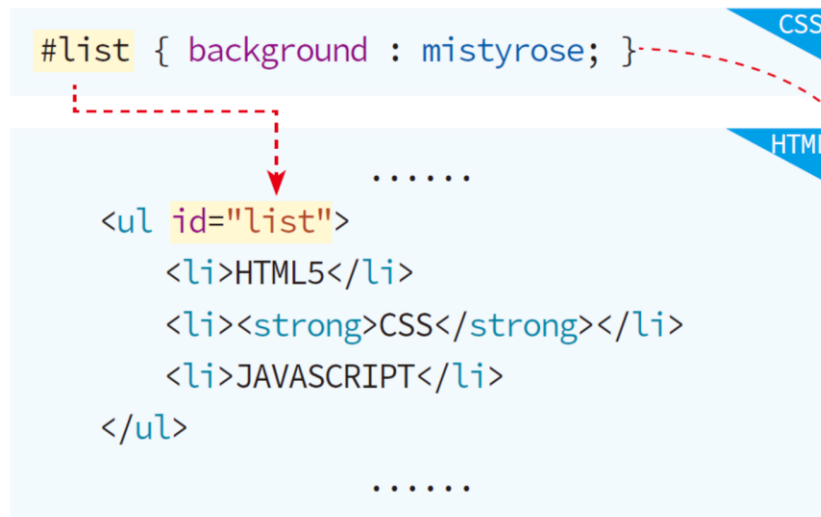 CSS
#list { background : mistyrose; }
HTML
......
<ul id="list">
<li>HTML5</li>
<li><strong>CSS</strong></li>
<li>JAVASCRIPT</li>
</ul>
......